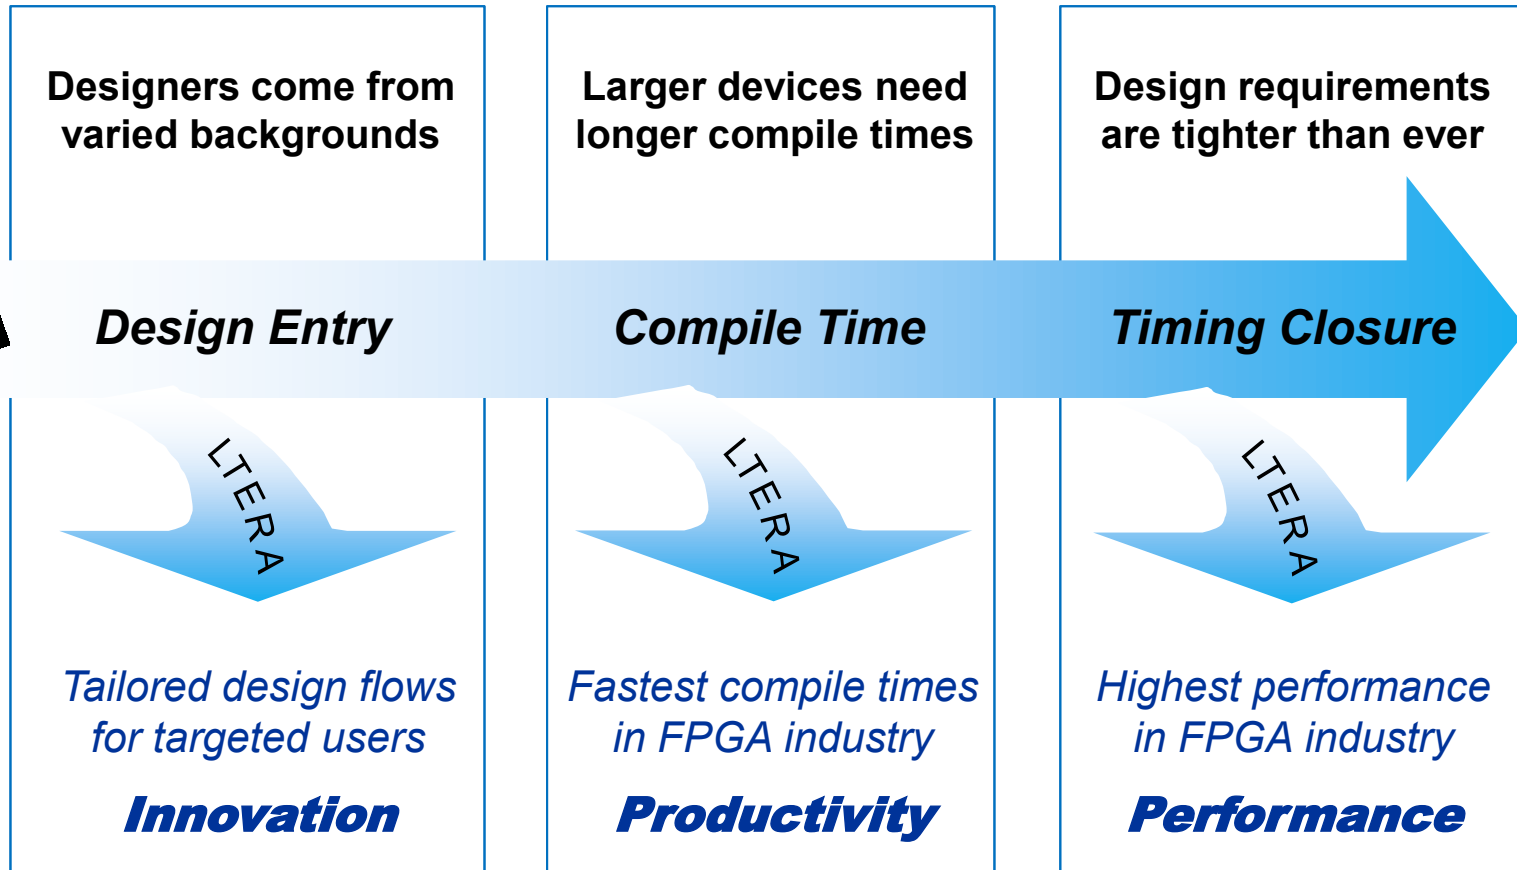 Designers come from
varied backgrounds
Larger devices need
longer compile times
Design requirements
are tighter than ever
Design Entry
Compile Time
Timing Closure
LTERA
LTERA
LTERA
Tailored design flows
for targeted users
Fastest compile times
in FPGA industry
Highest performance
in FPGA industry
Innovation
Productivity
Performance